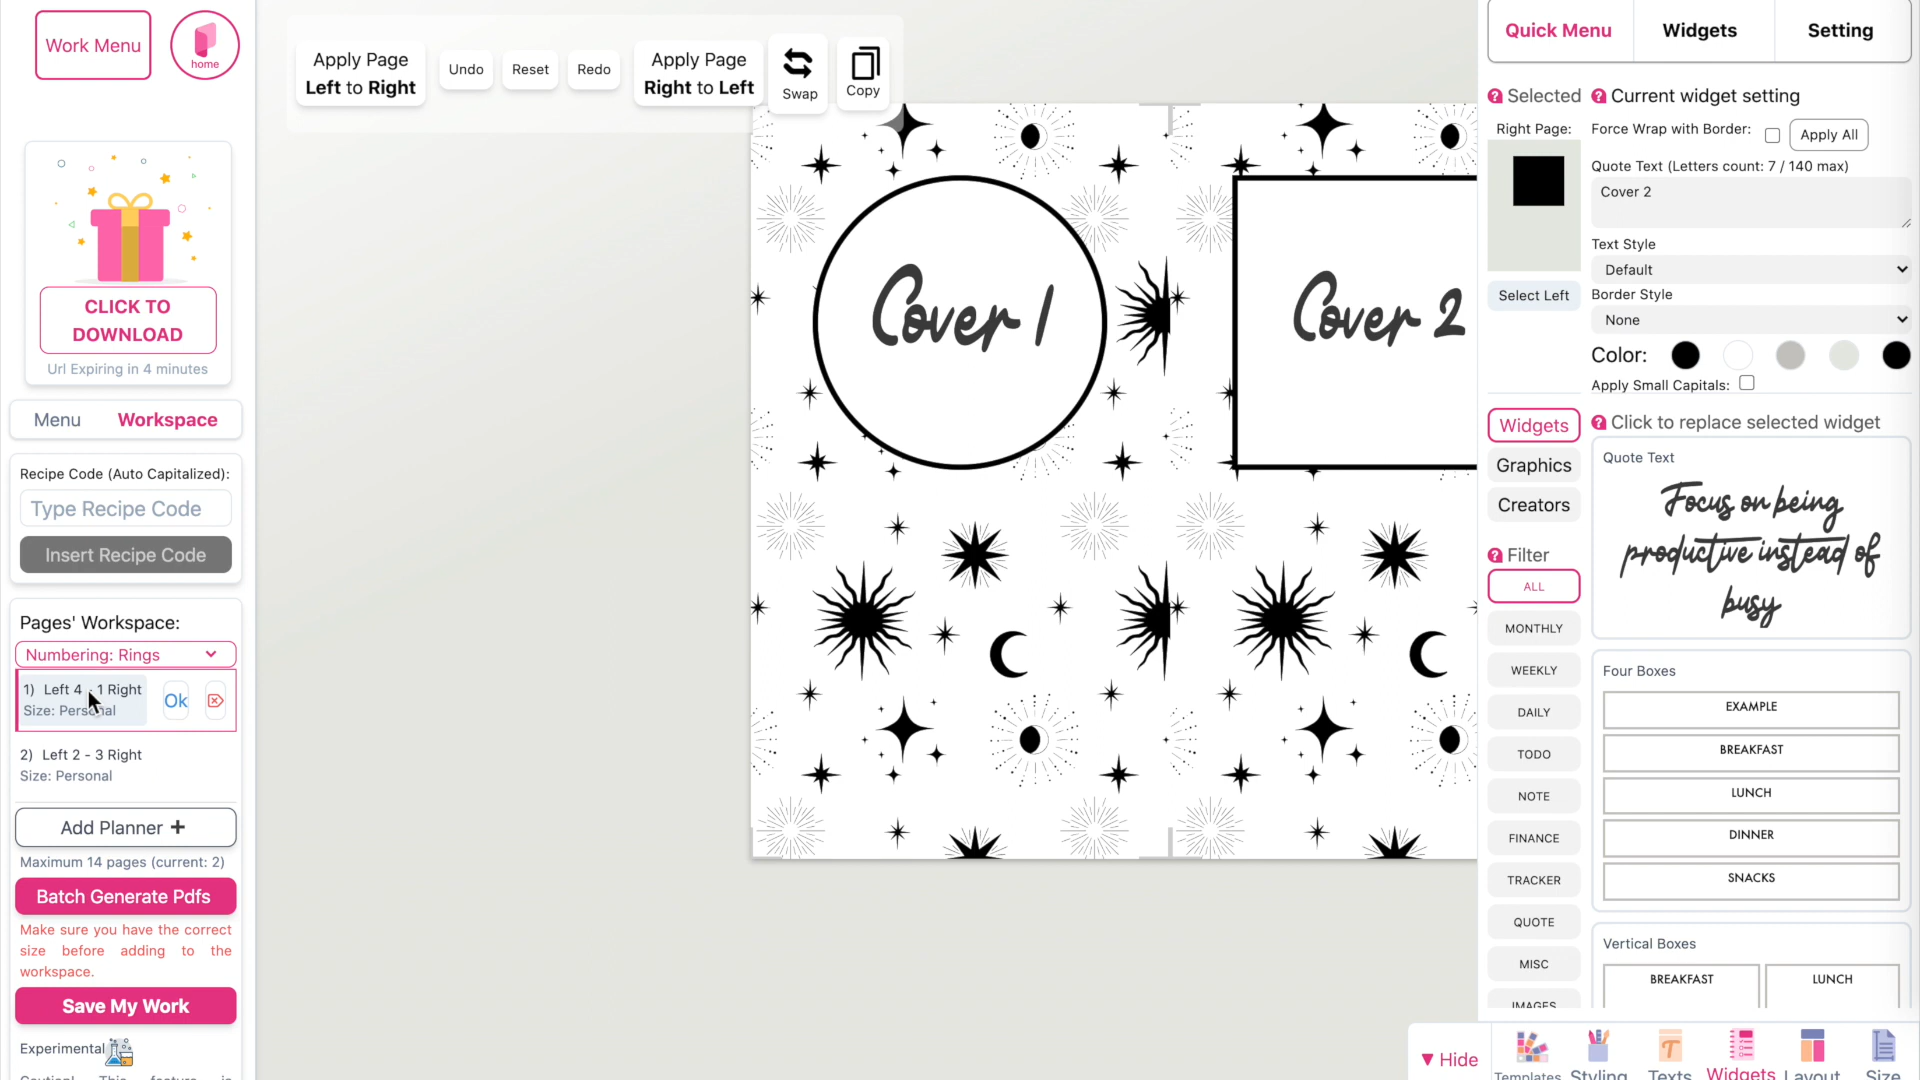 Work Menu
home
CLICK TO
DOWNLOAD
Url Expiring in 4 minutes
Menu
Workspace
Recipe Code (Auto Capitalized):
Type Recipe Code
Insert Recipe Code
Pages' Workspace:
Numbering: Rings
1) Left 4 - 1 Right
Size: Personal
Ok
2) Left 2 - 3 Right
Size: Personal
Add Planner +
Maximum 14 pages (current: 2)
Batch Generate Pdfs
Make sure you have the correct
size before adding to the
workspace.
Save My Work
Experimental
Caution! This feature is
Apply Page
Left to Right
Undo
Reset
Redo
Apply Page
Right to Left
Swap
Copy
Cover 1
Cover 2
Quick Menu
Widgets
Setting
? Selected
Right Page:
Select Left
? Current widget setting
Force Wrap with Border:
Apply All
Quote Text (Letters count: 7 / 140 max)
Cover 2
Text Style
Default
Border Style
None
Color:
Apply Small Capitals:
Widgets
Graphics
Creators
? Filter
ALL
MONTHLY
WEEKLY
DAILY
TODO
NOTE
FINANCE
TRACKER
QUOTE
MISC
IMAGES
? Click to replace selected widget
Quote Text
Focus on being
productive instead of
busy
Four Boxes
EXAMPLE
BREAKFAST
LUNCH
DINNER
SNACKS
Vertical Boxes
BREAKFAST
LUNCH
▼ Hide
Templates
Styling
Texts
Widgets
Layout
Size